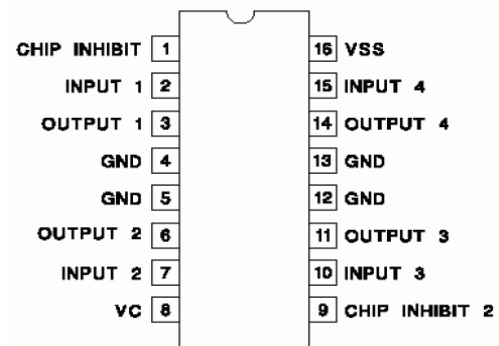 CHIP INHIBIT 1
INPUT 1 2
OUTPUT 1 3
GND 4
GND 5
OUTPUT 2 6
INPUT 2 7
VC 8
16 VSS
15 INPUT 4
14 OUTPUT 4
13 GND
12 GND
11 OUTPUT 3
10 INPUT 3
9 CHIP INHIBIT 2